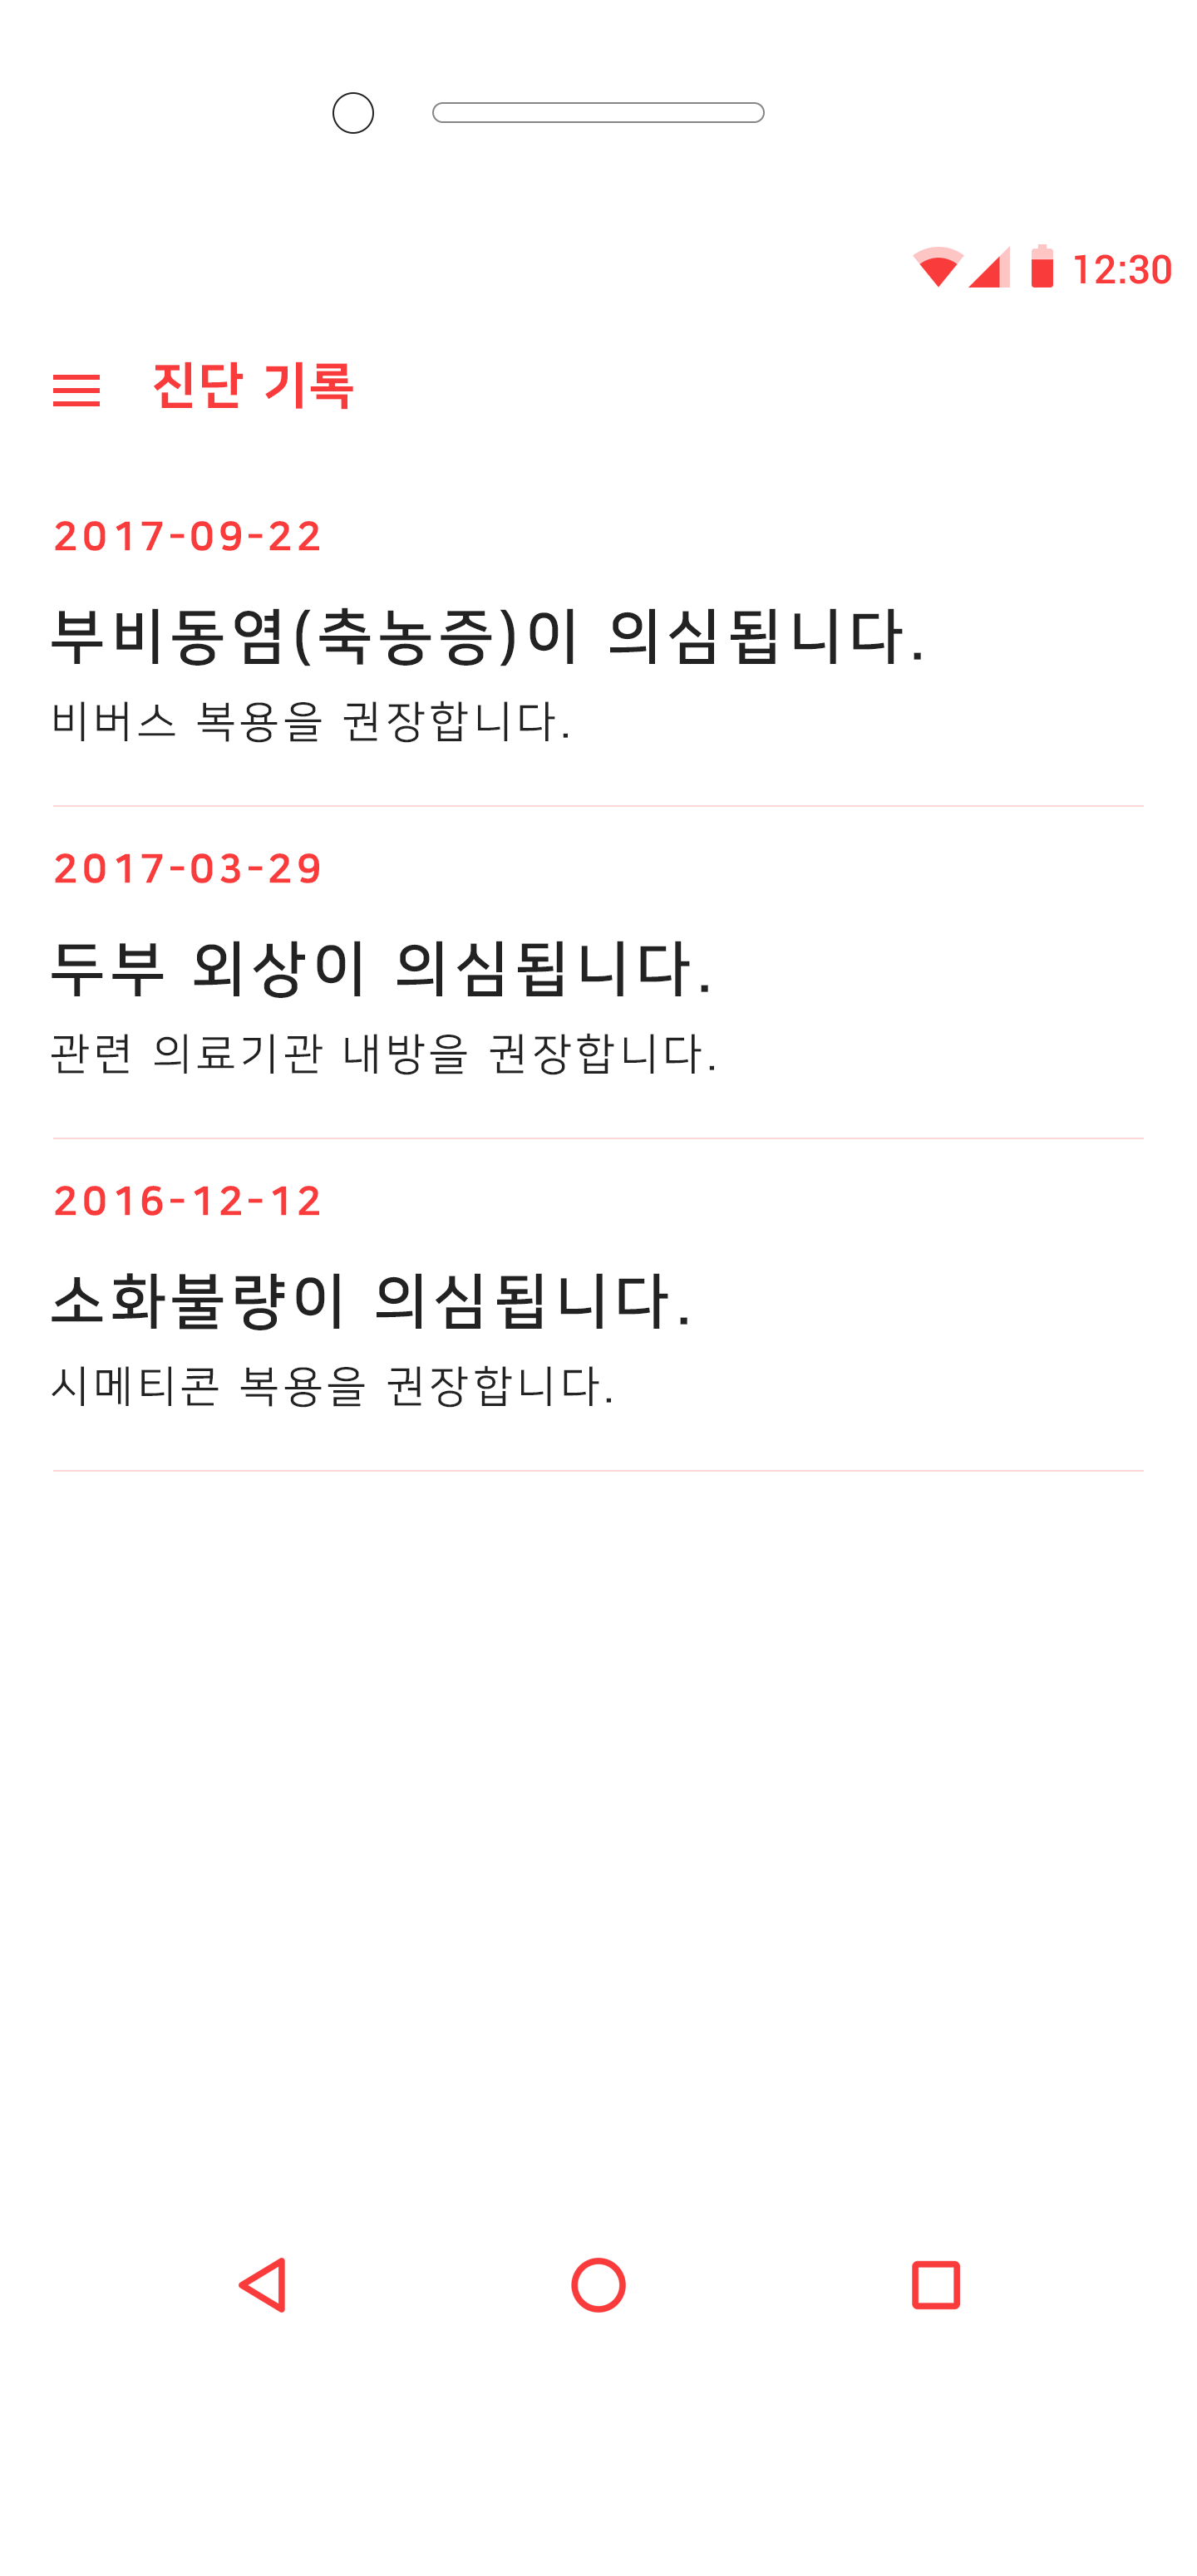 12:30
진단 기록
2017-09-22
부비동염(축농증)이 의심됩니다.
비버스 복용을 권장합니다.
2017-03-29
두부 외상이 의심됩니다.
관련 의료기관 내방을 권장합니다.
2016-12-12
소화불량이 의심됩니다.
시메티콘 복용을 권장합니다.